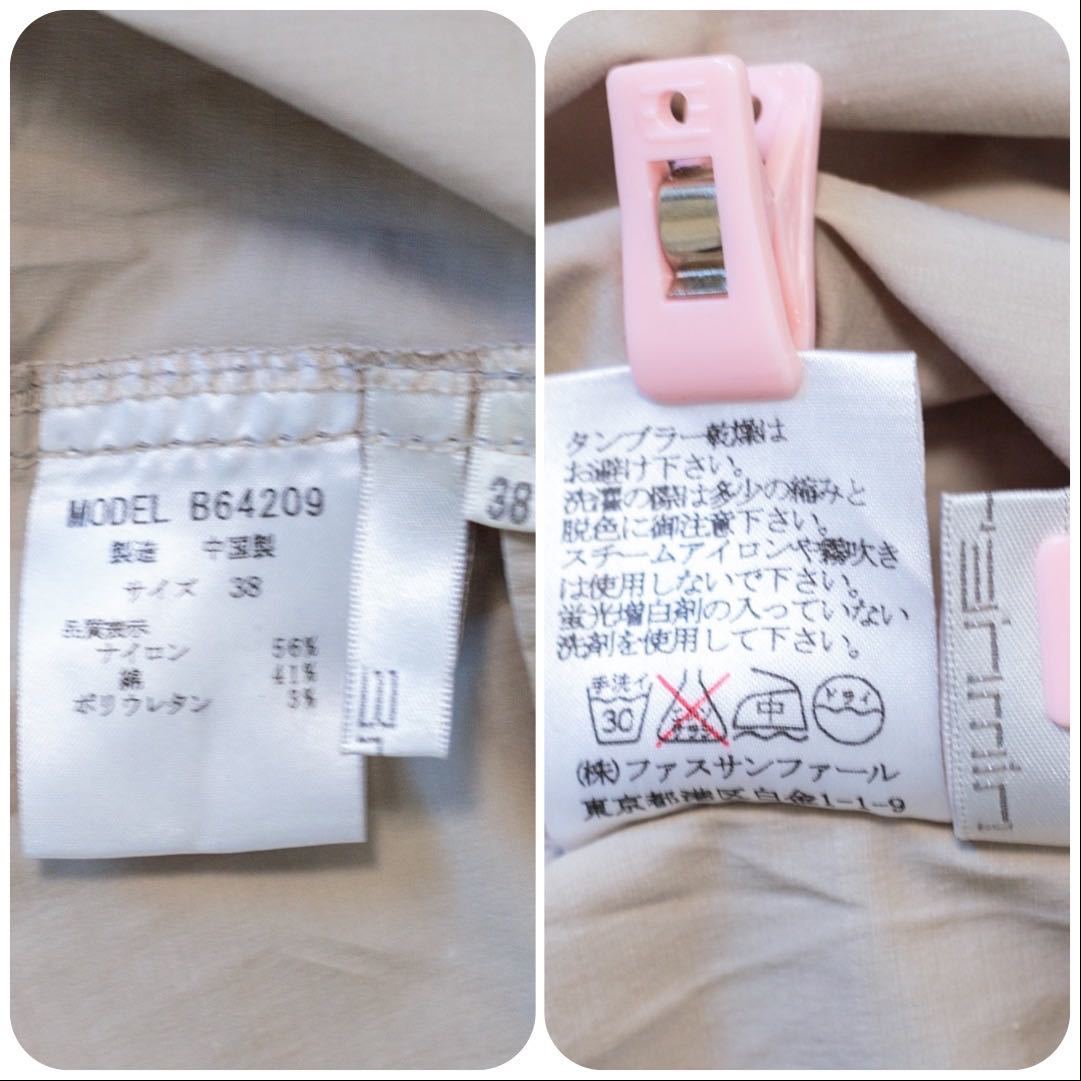 MODEL B64209
製造 中国製
サイズ 38
品質表示
ナイロン 56%
綿 41%
ポリウレタン 3%
38
タンブラー乾燥は
お避け下さい。
洗濯の際は多少の縮みと
脱色に御注意下さい。
スチームアイロンや霧吹き
は使用しないで下さい。
蛍光増白剤の入っていない
洗剤を使用して下さい。
手洗イ
30
中
ドライ
(株)ファスサンファール
東京都港区白金1-1-9